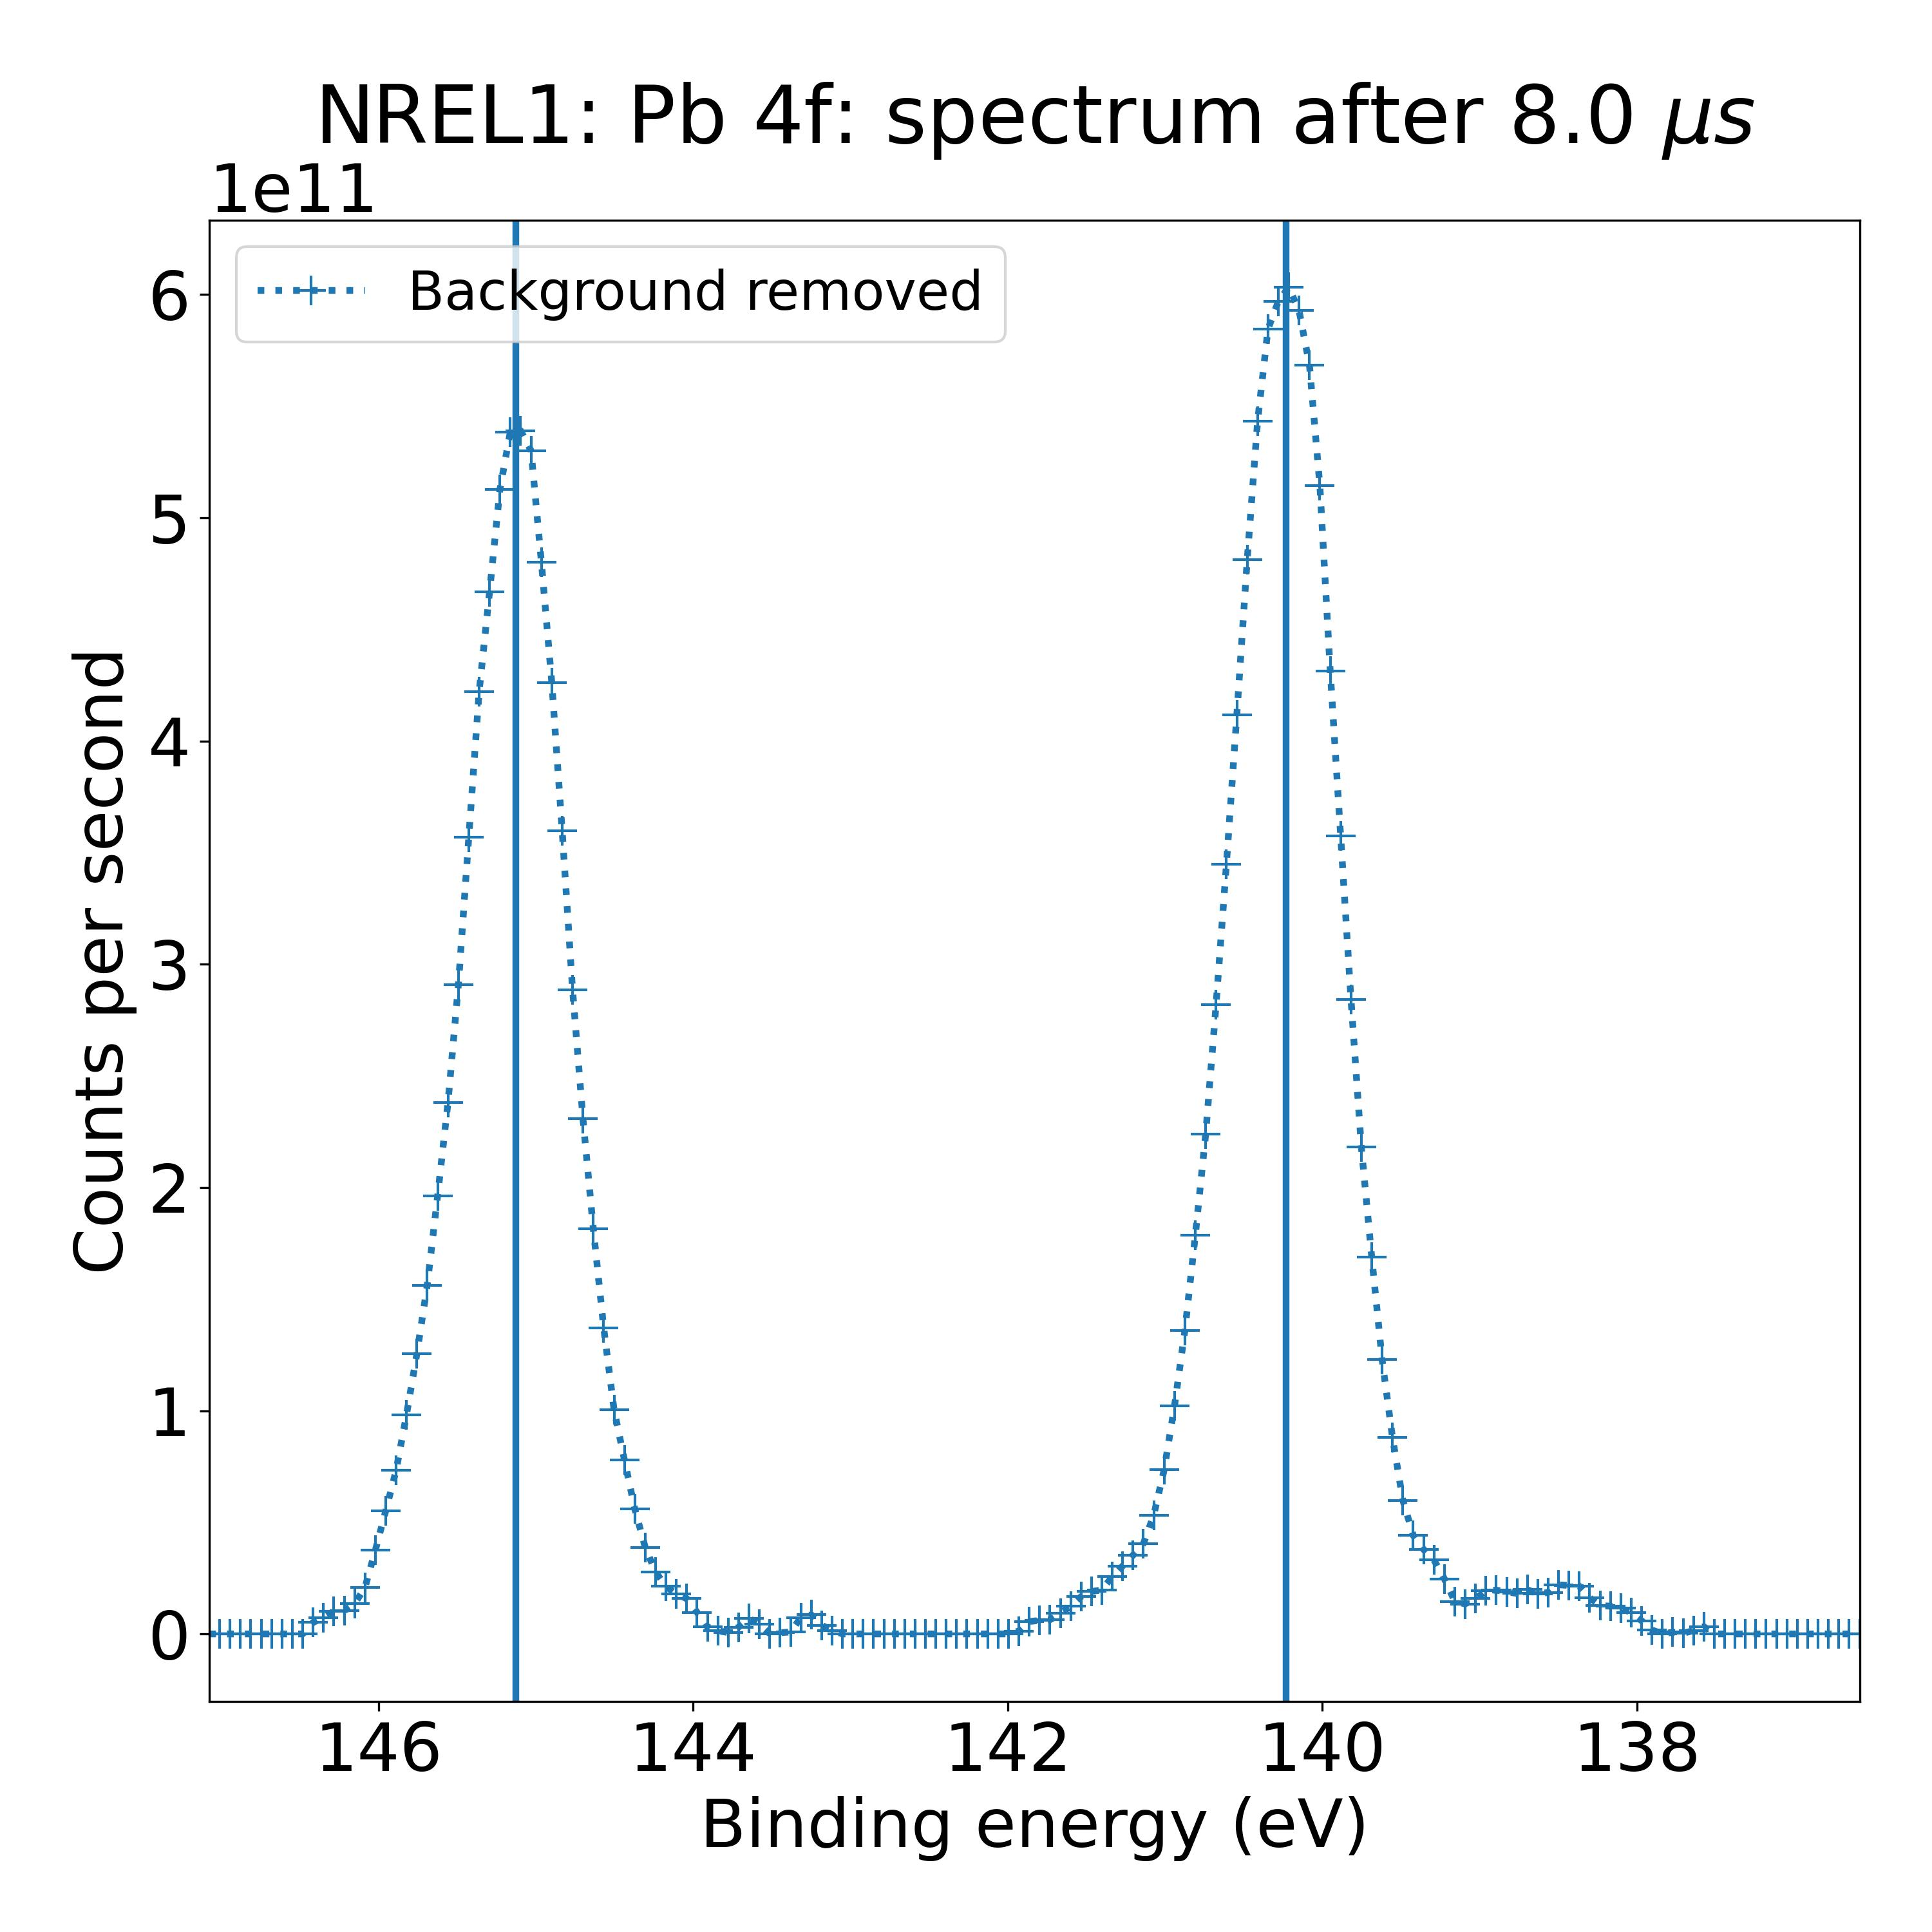 NREL1: Pb 4f: spectrum after 8.0 μs
1e11
Background removed
6
5
4
3
2
1
0
Counts per second
146 144 142 140 138
Binding energy (eV)